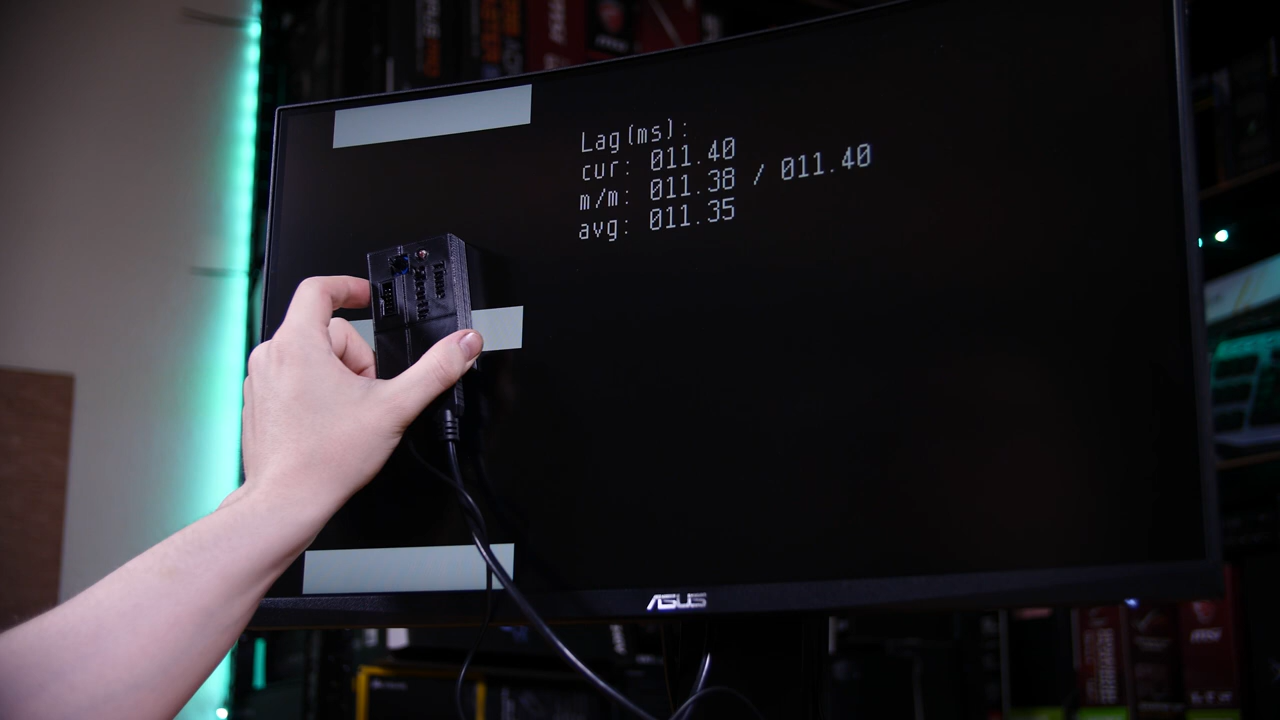 Lag(ms):
cur: 011.40
m/m: 011.38 / 011.40
avg: 011.35
ASUS